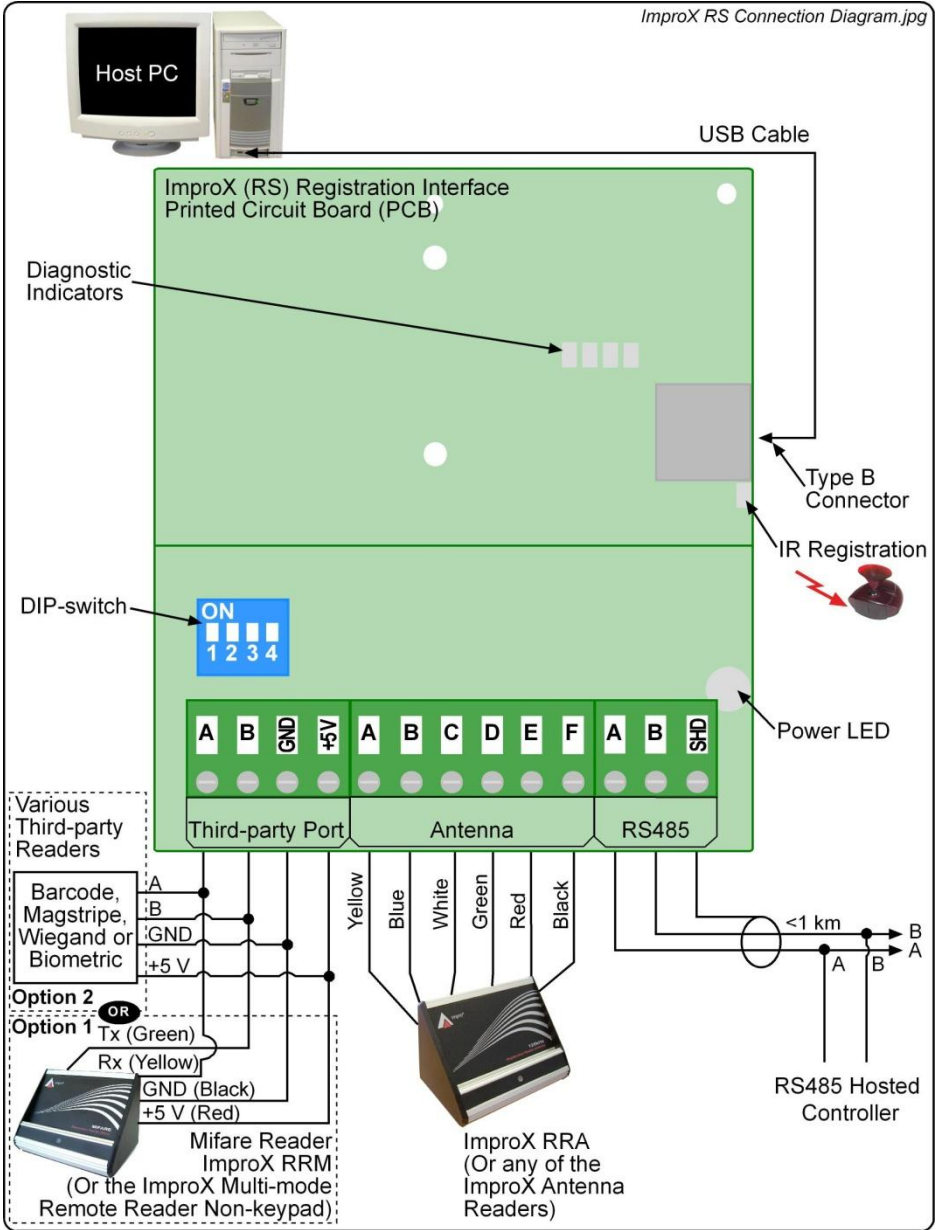 ImproX RS Connection Diagram.jpg
Host PC
USB Cable
ImproX (RS) Registration Interface
Printed Circuit Board (PCB)
Diagnostic
Indicators
Type B
Connector
IR Registration
DIP-switch
ON
1 2 3 4
Power LED
A B GND +5V A B C D E F A B SHD
Third-party Port Antenna RS485
Various
Third-party
Readers
Barcode,
Magstripe,
Wiegand or
Biometric
A
B
GND
+5 V
Option 2
OR
Option 1
Tx (Green)
Rx (Yellow)
GND (Black)
+5 V (Red)
Mifare Reader
ImproX RRM
(Or the ImproX Multi-mode
Remote Reader Non-keypad)
Yellow
Blue
White
Green
Red
Black
ImproX RRA
(Or any of the
ImproX Antenna
Readers)
<1 km
B
A
A B
RS485 Hosted
Controller